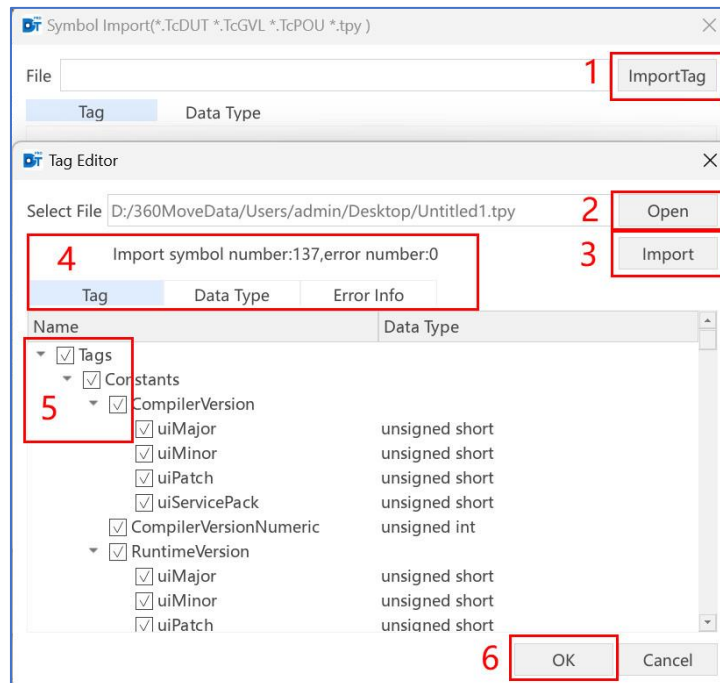 Symbol Import(*.TcDUT *.TcGVL *.TcPOU *.tpy )
File 1 ImportTag
Tag Data Type
Tag Editor
Select File D:/360MoveData/Users/admin/Desktop/Untitled1.tpy 2 Open
4 Import symbol number:137,error number:0 3 Import
Tag Data Type Error Info
Name Data Type
Tags
Constants
5 CompilerVersion
uiMajor unsigned short
uiMinor unsigned short
uiPatch unsigned short
uiServicePack unsigned short
CompilerVersionNumeric unsigned int
RuntimeVersion
uiMajor unsigned short
uiMinor unsigned short
uiPatch unsigned short
6 OK Cancel